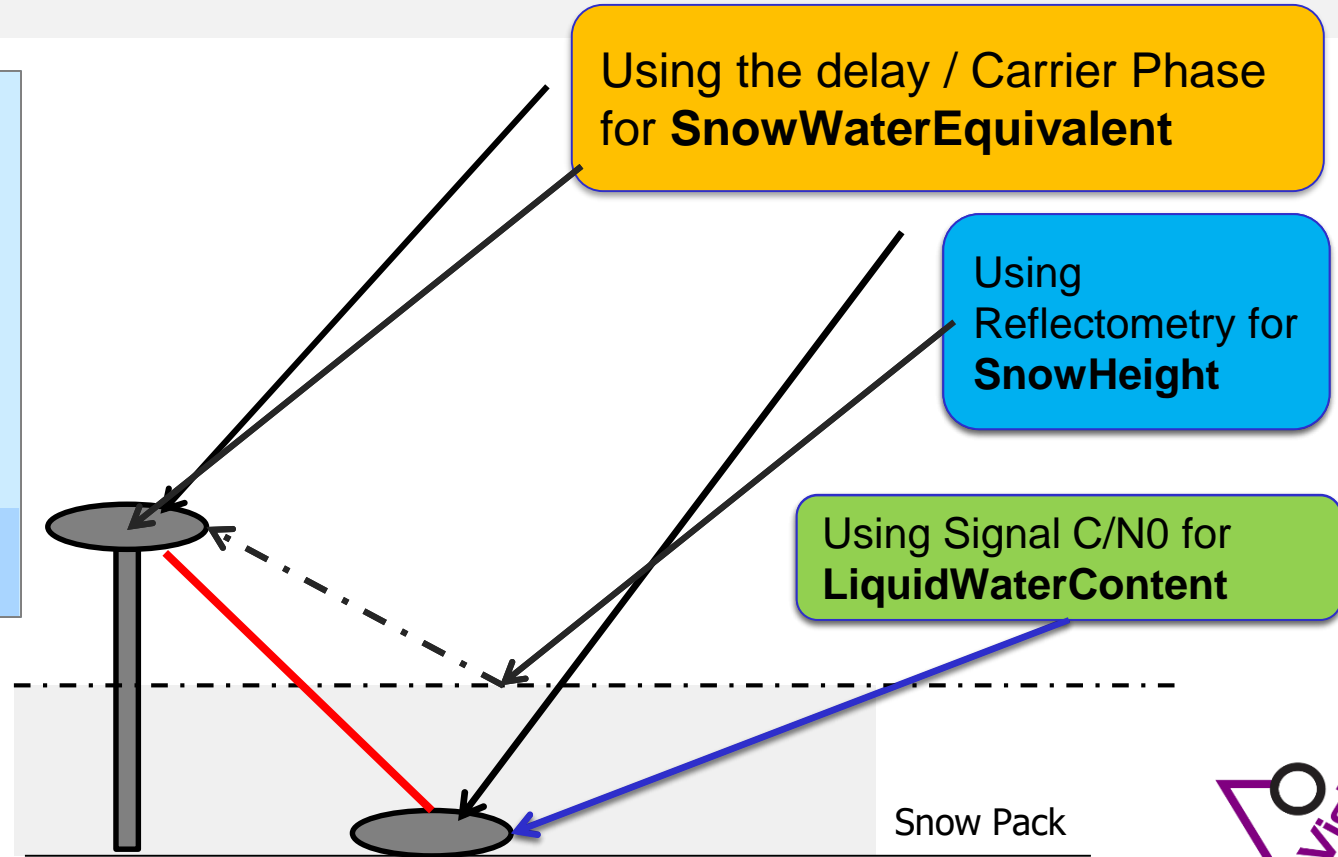 Using the delay / Carrier Phase
for SnowWaterEquivalent
Using
Reflectometry for
SnowHeight
Using Signal C/N0 for
LiquidWaterContent
Snow Pack